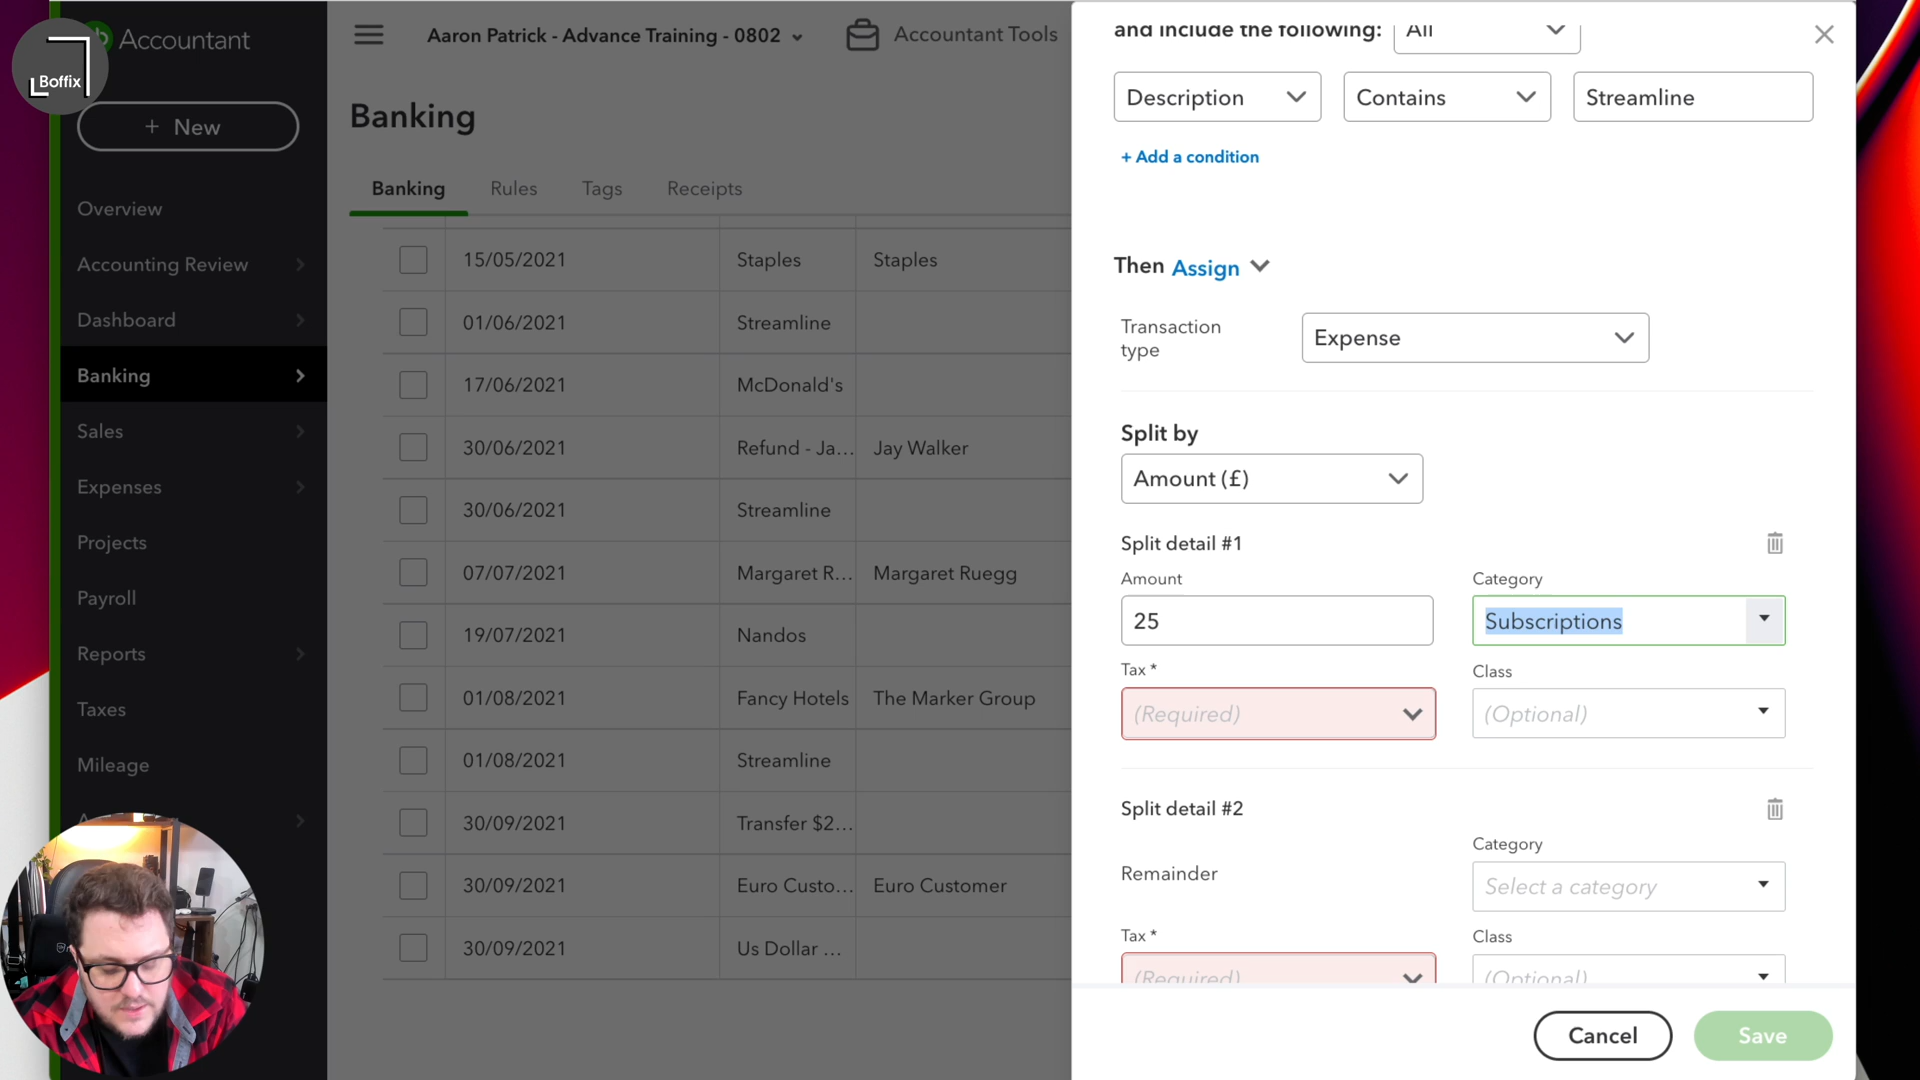 Accountant
Boffix
+ New
Overview
Accounting Review
Dashboard
Banking
Sales
Expenses
Projects
Payroll
Reports
Taxes
Mileage
Aaron Patrick - Advance Training - 0802
Accountant Tools
Banking
Banking Rules Tags Receipts
15/05/2021 Staples Staples
01/06/2021 Streamline
17/06/2021 McDonald's
30/06/2021 Refund - Ja... Jay Walker
30/06/2021 Streamline
07/07/2021 Margaret R... Margaret Ruegg
19/07/2021 Nandos
01/08/2021 Fancy Hotels The Marker Group
01/08/2021 Streamline
30/09/2021 Transfer $2...
30/09/2021 Euro Custo... Euro Customer
30/09/2021 Us Dollar ...
and include the following: All
Description Contains Streamline
+ Add a condition
Then Assign
Transaction
type
Expense
Split by
Amount (£)
Split detail #1
Amount Category
25 Subscriptions
Tax * Class
(Required) (Optional)
Split detail #2
Category
Remainder
Select a category
Tax * Class
(Required) (Optional)
Cancel Save